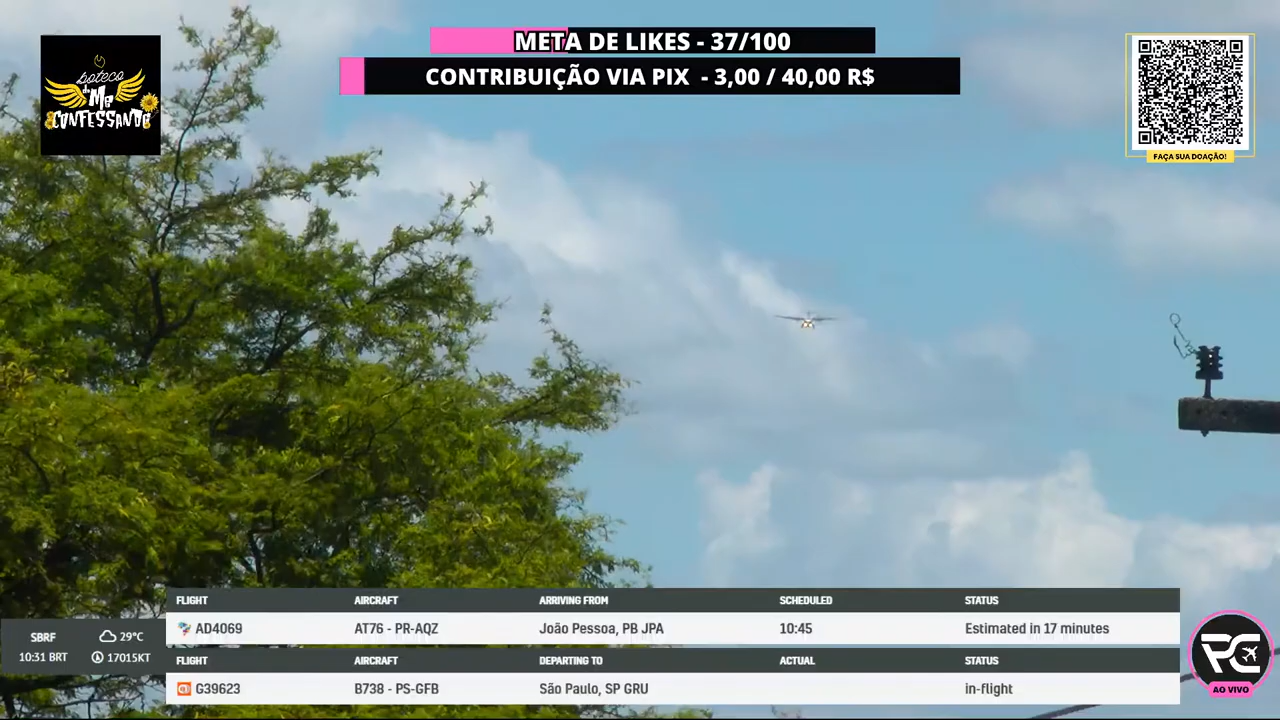 META DE LIKES - 37/100
CONTRIBUIÇÃO VIA PIX - 3,00 / 40,00 R$
boteco
do Me
CONFESSANDO
FAÇA SUA DOAÇÃO!
FLIGHT AIRCRAFT ARRIVING FROM SCHEDULED STATUS
AD4069 AT76 - PR-AQZ João Pessoa, PB JPA 10:45 Estimated in 17 minutes
SBRF 29°C
10:31 BRT 17015KT
FLIGHT AIRCRAFT DEPARTING TO ACTUAL STATUS
G39623 B738 - PS-GFB São Paulo, SP GRU in-flight
RC
AO VIVO